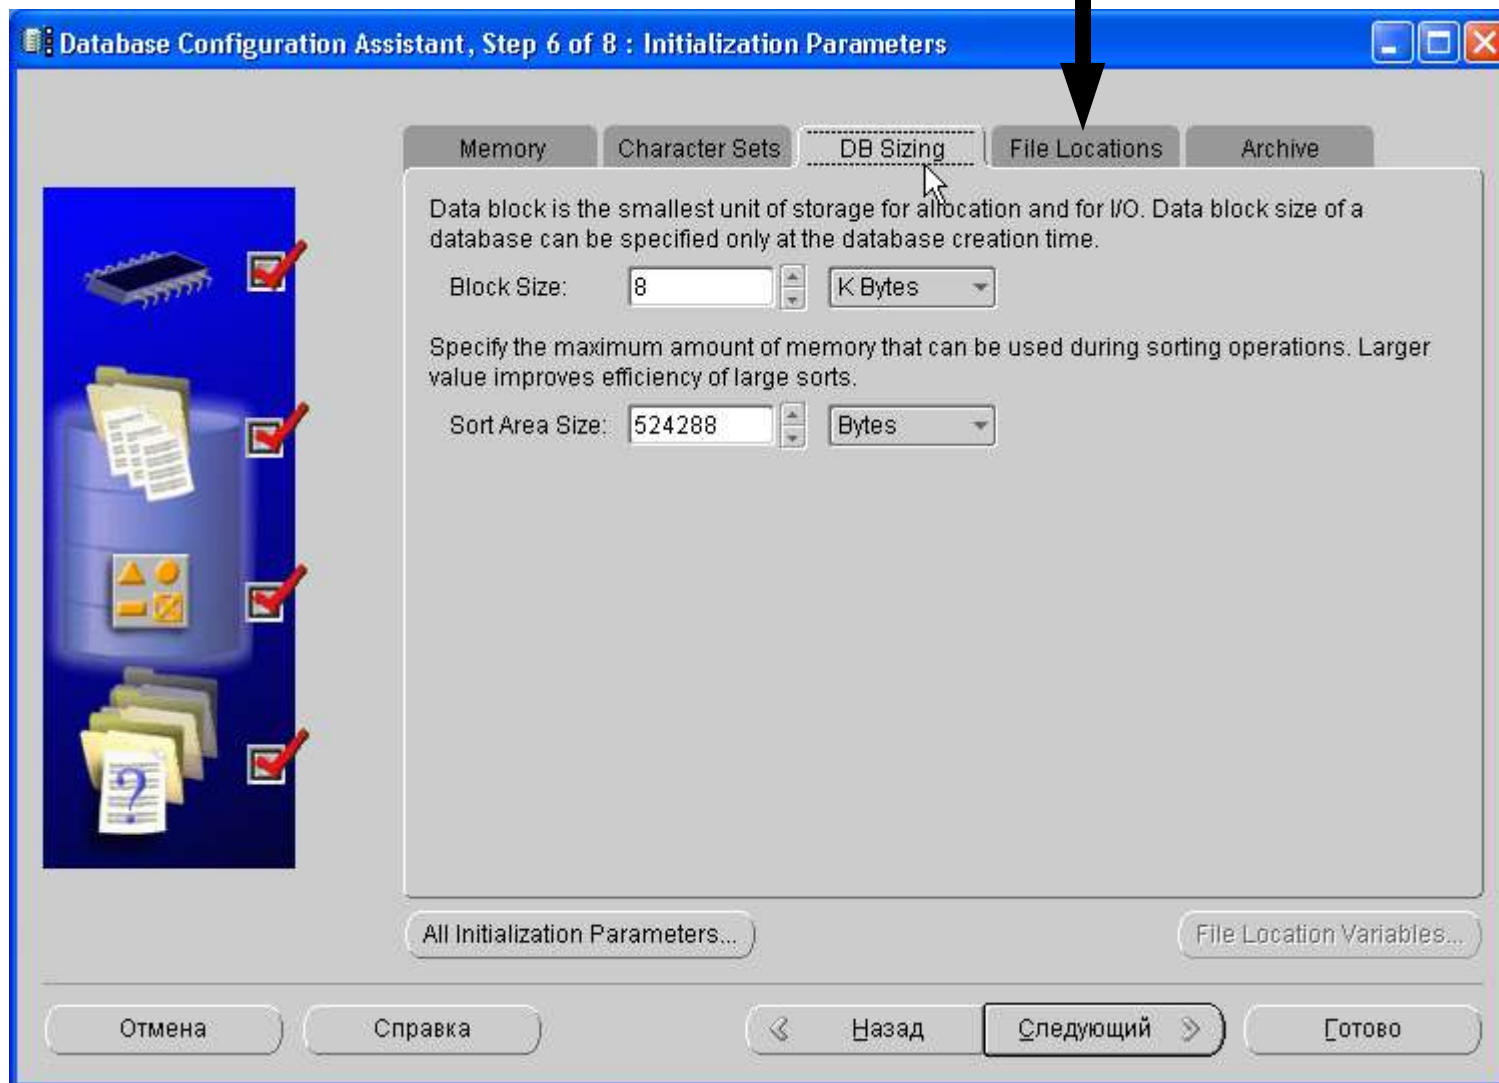 Database Configuration Assistant, Step 6 of 8 : Initialization Parameters
Memory Character Sets DB Sizing File Locations Archive
Data block is the smallest unit of storage for allocation and for I/O. Data block size of a
database can be specified only at the database creation time.
Block Size: 8 K Bytes
Specify the maximum amount of memory that can be used during sorting operations. Larger
value improves efficiency of large sorts.
Sort Area Size: 524288 Bytes
?
All Initialization Parameters... File Location Variables...
Отмена Справка Назад Следующий Готово